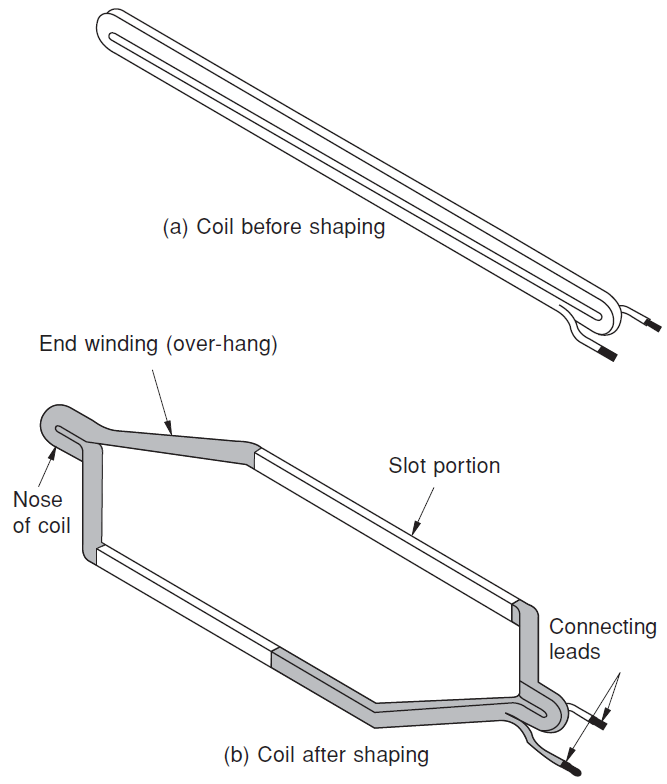 (a) Coil before shaping
End winding (over-hang)
Slot portion
Nose
of coil
Connecting
leads
(b) Coil after shaping